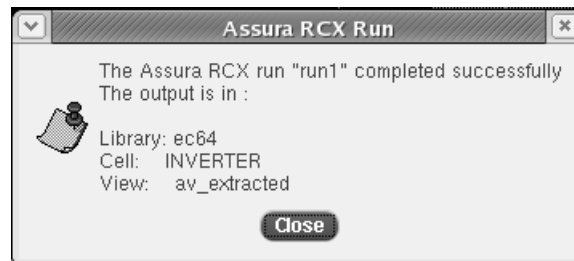 Assura RCX Run
The Assura RCX run "run1" completed successfully
The output is in :
Library: ec64
Cell: INVERTER
View: av_extracted
Close